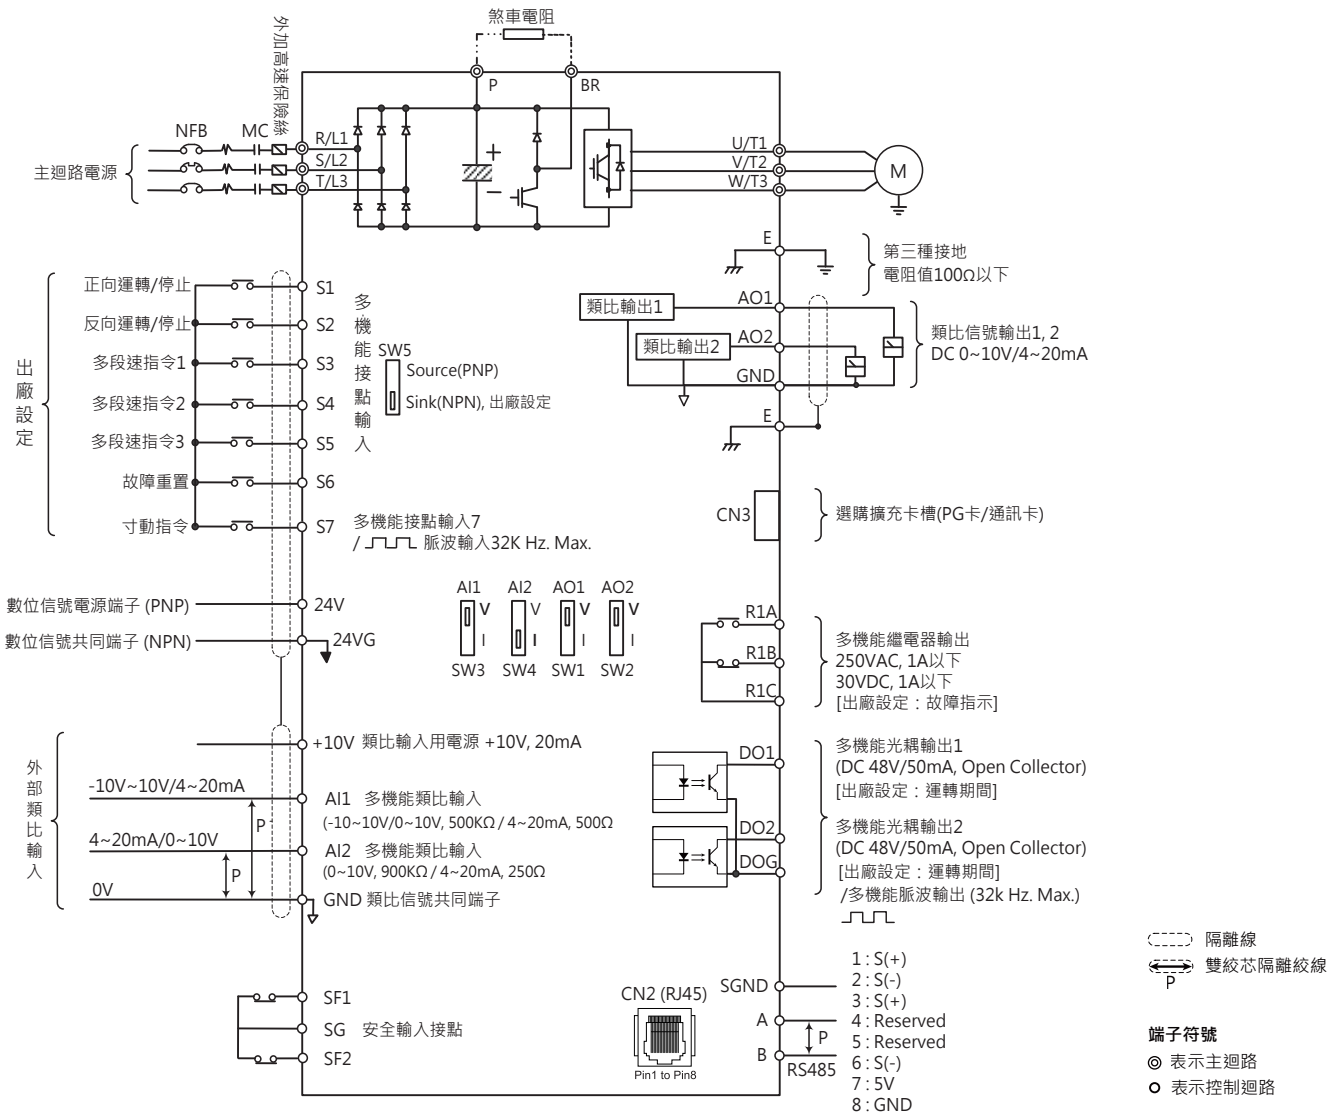 煞車電阻
外加高速保險絲
P
BR
NFB
MC
主迴路電源
R/L1
S/L2
T/L3
+
−
U/T1
V/T2
W/T3
M
E
第三種接地
電阻值100Ω以下
出廠設定
正向運轉/停止
反向運轉/停止
多段速指令1
多段速指令2
多段速指令3
故障重置
寸動指令
S1
S2
S3
S4
S5
S6
S7
多機能接點輸入
SW5
Source(PNP)
Sink(NPN), 出廠設定
多機能接點輸入7
/ 脈波輸入32K Hz. Max.
類比輸出1
類比輸出2
AO1
AO2
GND
E
類比信號輸出1, 2
DC 0~10V/4~20mA
CN3
選購擴充卡槽(PG卡/通訊卡)
數位信號電源端子 (PNP)
24V
數位信號共同端子 (NPN)
24VG
AI1
V
I
SW3
AI2
V
I
SW4
AO1
V
I
SW1
AO2
V
I
SW2
R1A
R1B
R1C
多機能繼電器輸出
250VAC, 1A以下
30VDC, 1A以下
[出廠設定：故障指示]
外部類比輸入
+10V 類比輸入用電源 +10V, 20mA
-10V~10V/4~20mA
AI1 多機能類比輸入
(-10~10V/0~10V, 500KΩ / 4~20mA, 500Ω
P
4~20mA/0~10V
AI2 多機能類比輸入
(0~10V, 900KΩ / 4~20mA, 250Ω
P
0V
GND 類比信號共同端子
DO1
DO2
DOG
多機能光耦輸出1
(DC 48V/50mA, Open Collector)
[出廠設定：運轉期間]
多機能光耦輸出2
(DC 48V/50mA, Open Collector)
[出廠設定：運轉期間]
/多機能脈波輸出 (32k Hz. Max.)
SF1
SG 安全輸入接點
SF2
CN2 (RJ45)
Pin1 to Pin8
SGND
A
B
P
RS485
1 : S(+)
2 : S(-)
3 : S(+)
4 : Reserved
5 : Reserved
6 : S(-)
7 : 5V
8 : GND
隔離線
雙絞芯隔離絞線
P
端子符號
表示主迴路
表示控制迴路